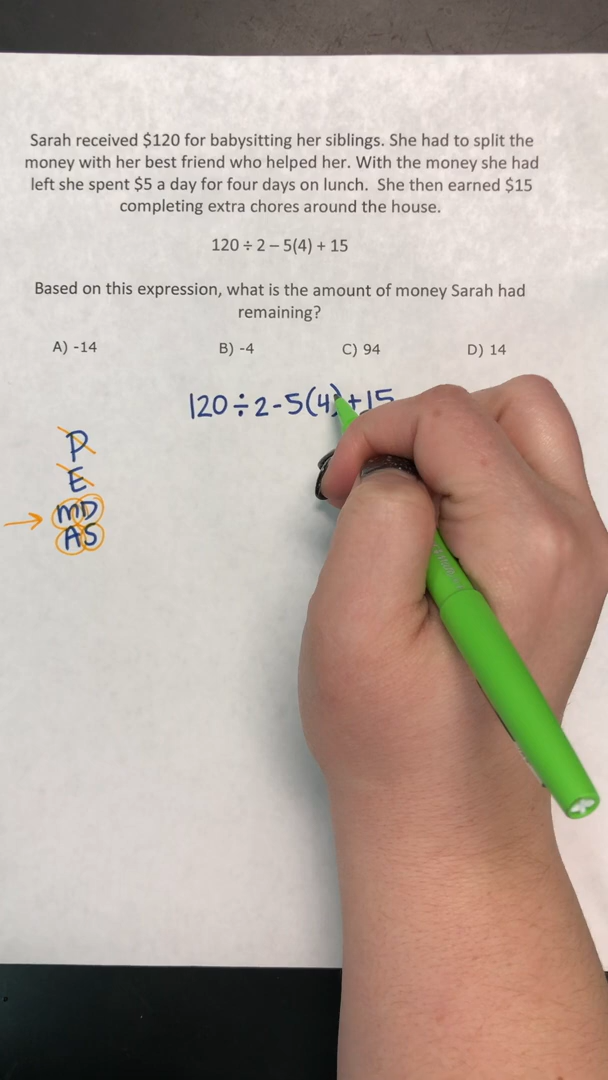 Sarah received $120 for babysitting her siblings. She had to split the
money with her best friend who helped her. With the money she had
left she spent $5 a day for four days on lunch. She then earned $15
completing extra chores around the house.
120 ÷ 2 – 5(4) + 15
Based on this expression, what is the amount of money Sarah had
remaining?
A) -14 B) -4 C) 94 D) 14
120÷2-5(4)+15
P
E
MD
AS